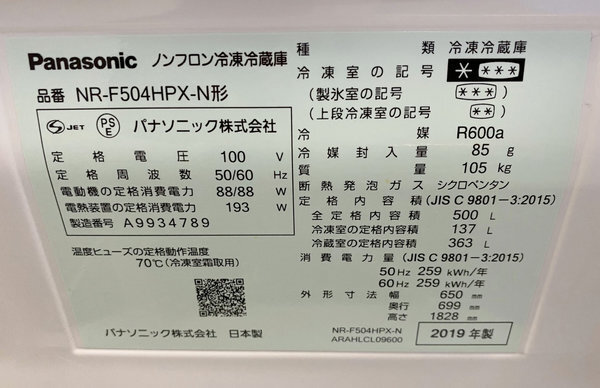 Panasonic ノンフロン冷凍冷蔵庫
品番 NR-F504HPX-N形
S JET PS E パナソニック株式会社
定格電圧 100 V
定格周波数 50/60 Hz
電動機の定格消費電力 88/88 W
電熱装置の定格消費電力 193 W
製造番号 A9934789
温度ヒューズの定格動作温度
70℃(冷凍室霜取用)
パナソニック株式会社 日本製
種類 冷凍冷蔵庫
冷凍室の記号 * ***
(製氷室の記号 ***)
(上段冷凍室の記号 **)
冷媒 R600a
冷媒封入量 85 g
質量 105 kg
断熱発泡ガス シクロペンタン
定格内容積 (JIS C 9801-3:2015)
全定格内容積 500 L
冷凍室の定格内容積 137 L
冷蔵室の定格内容積 363 L
消費電力量 (JIS C 9801-3:2015)
50Hz 259 kWh/年
60Hz 259 kWh/年
外形寸法 幅 650 mm
奥行 699 mm
高さ 1828 mm
NR-F504HPX-N
ARAHLCL09600
2019年製